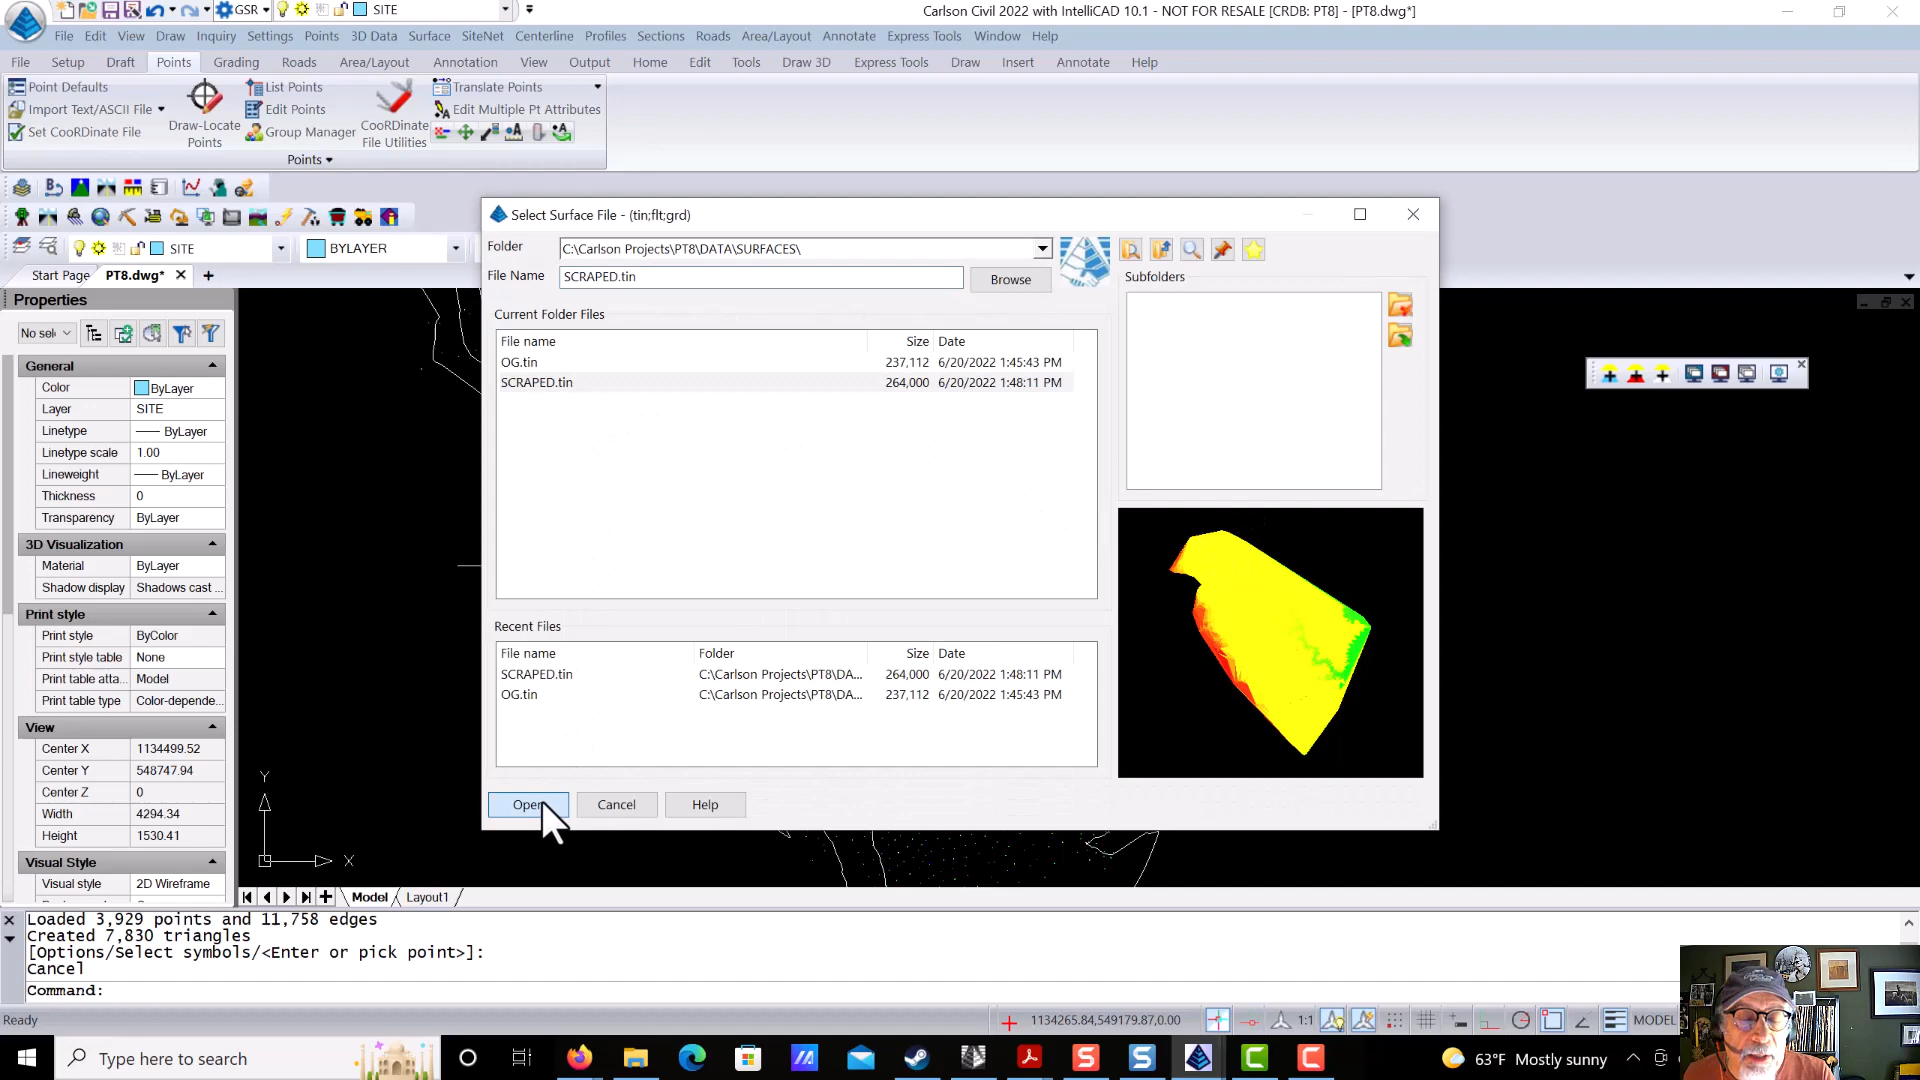 GSR
SITE
Carlson Civil 2022 with IntelliCAD 10.1 - NOT FOR RESALE [CRDB: PT8] - [PT8.dwg*]
File Edit View Draw Inquiry Settings Points 3D Data Surface SiteNet Centerline Profiles Sections Roads Area/Layout Annotate Express Tools Window Help
File Setup Draft Points Grading Roads Area/Layout Annotation View Output Home Edit Tools Draw 3D Express Tools Draw Insert Annotate Help
Point Defaults
Import Text/ASCII File
Set CooRDinate File
Draw-Locate
Points
List Points
Edit Points
Group Manager
CooRDinate
File Utilities
Translate Points
Edit Multiple Pt Attributes
Points
SITE
BYLAYER
Start Page PT8.dwg*
Properties
No sel
General
Color ByLayer
Layer SITE
Linetype ByLayer
Linetype scale 1.00
Lineweight ByLayer
Thickness 0
Transparency ByLayer
3D Visualization
Material ByLayer
Shadow display Shadows cast ...
Print style
Print style ByColor
Print style table None
Print table atta... Model
Print table type Color-depende...
View
Center X 1134499.52
Center Y 548747.94
Center Z 0
Width 4294.34
Height 1530.41
Visual Style
Visual style 2D Wireframe
Select Surface File - (tin;flt;grd)
Folder C:\Carlson Projects\PT8\DATA\SURFACES\
File Name SCRAPED.tin
Browse
Current Folder Files
File name Size Date
OG.tin 237,112 6/20/2022 1:45:43 PM
SCRAPED.tin 264,000 6/20/2022 1:48:11 PM
Recent Files
File name Folder Size Date
SCRAPED.tin C:\Carlson Projects\PT8\DA... 264,000 6/20/2022 1:48:11 PM
OG.tin C:\Carlson Projects\PT8\DA... 237,112 6/20/2022 1:45:43 PM
Open Cancel Help
Subfolders
Y
X
Model Layout1
Loaded 3,929 points and 11,758 edges
Created 7,830 triangles
[Options/Select symbols/<Enter or pick point>]:
Cancel
Command:
Ready
1134265.84,549179.87,0.00
1:1
MODEL
Type here to search
63°F Mostly sunny